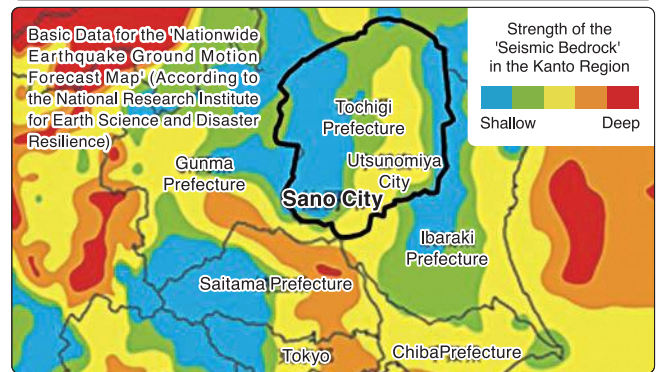 Basic Data for the 'Nationwide
Earthquake Ground Motion
Forecast Map' (According to
the National Research Institute
for Earth Science and Disaster
Resilience)
Strength of the
'Seismic Bedrock'
in the Kanto Region
Shallow Deep
Tochigi
Prefecture
Gunma
Prefecture
Utsunomiya
City
Sano City
Ibaraki
Prefecture
Saitama Prefecture
Tokyo
ChibaPrefecture